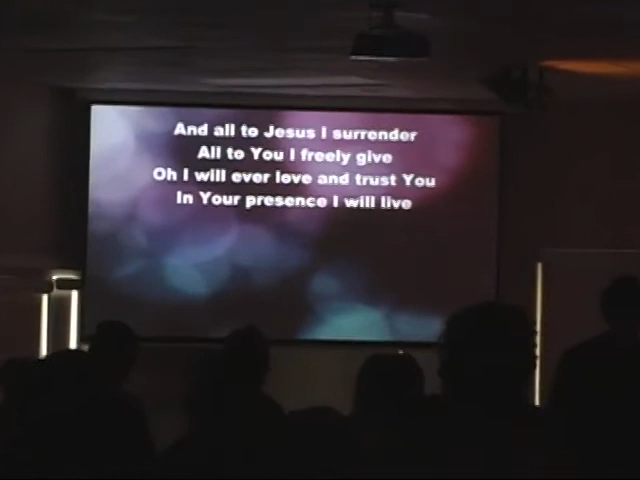 And all to Jesus I surrender
All to You I freely give
Oh I will ever love and trust You
In Your presence I will live